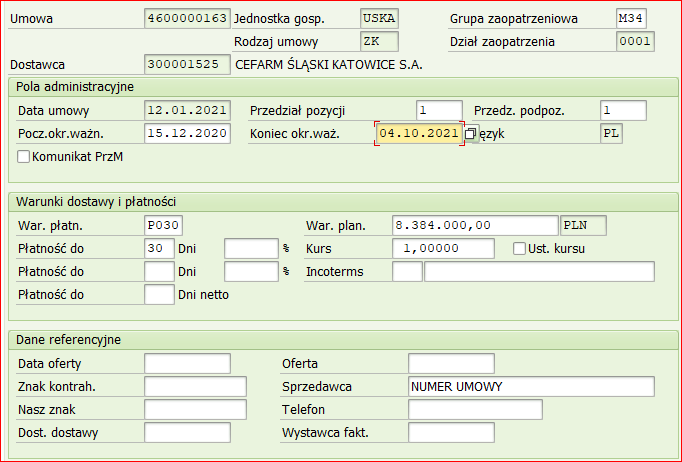 Umowa 4600000163 Jednostka gosp. USKA Grupa zaopatrzeniowa M34
Rodzaj umowy ZK Dział zaopatrzenia 0001
Dostawca 300001525 CEFARM ŚLĄSKI KATOWICE S.A.
Pola administracyjne
Data umowy 12.01.2021 Przedział pozycji 1 Przedz. podpoz. 1
Pocz.okr.ważn. 15.12.2020 Koniec okr.waż. 04.10.2021 ęzyk PL
Komunikat PrzM
Warunki dostawy i płatności
War. płatn. P030 War. plan. 8.384.000,00 PLN
Płatność do 30 Dni % Kurs 1,00000 Ust. kursu
Płatność do Dni % Incoterms
Płatność do Dni netto
Dane referencyjne
Data oferty Oferta
Znak kontrah. Sprzedawca NUMER UMOWY
Nasz znak Telefon
Dost. dostawy Wystawca fakt.